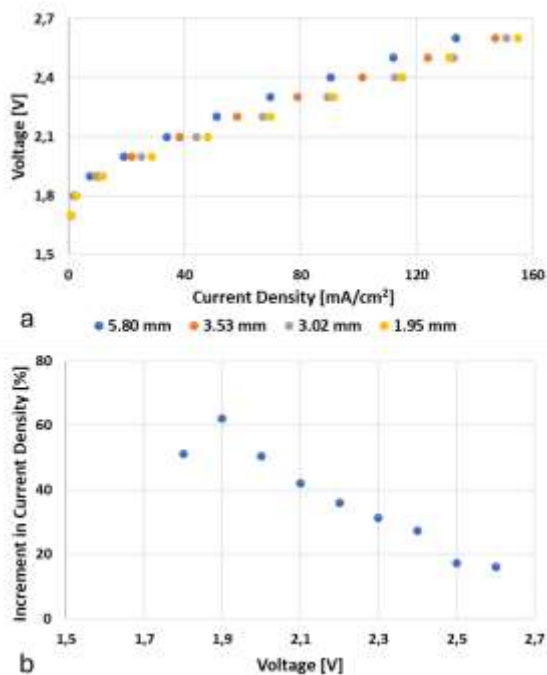 2,7
2,4
2,1
1,8
1,5
Voltage [V]
0 40 80 120 160
Current Density [mA/cm²]
a
5.80 mm 3.53 mm 3.02 mm 1.95 mm
80
60
40
20
0
Increment in Current Density [%]
1,5 1,7 1,9 2,1 2,3 2,5 2,7
Voltage [V]
b